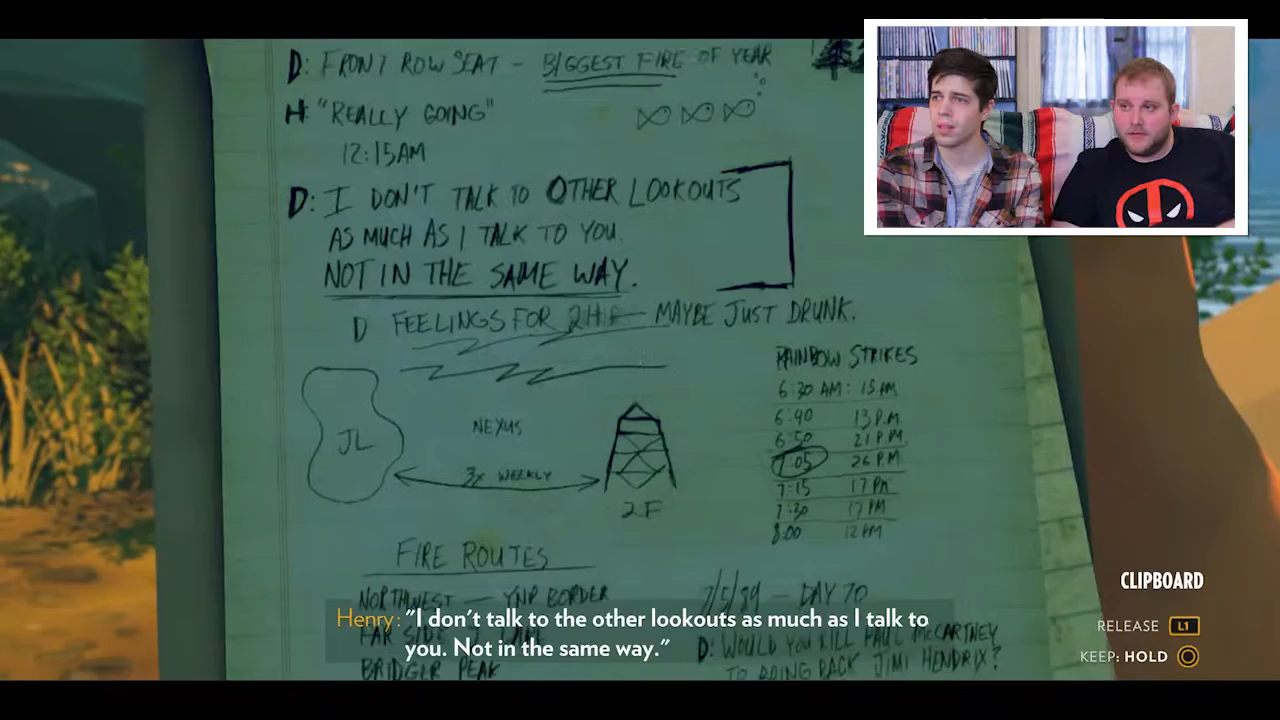 D: FRONT ROW SEAT - BIGGEST FIRE OF YEAR
H: "REALLY GOING"
12:15AM
D: I DON'T TALK TO OTHER LOOKOUTS
AS MUCH AS I TALK TO YOU.
NOT IN THE SAME WAY.
D FEELINGS FOR — MAYBE JUST DRUNK.
JL
NEXUS
3x WEEKLY
2F
RAINBOW STRIKES
6:30 AM: 15 PM
6:40 13 P.M
6:50 21 P.M.
7:05 26 P.M
7:15 17 PM
7:30 17 PM
8:00 12 PM
FIRE ROUTES
NORTHWEST — YNP BORDER
FAR SIDE LAKE
BRIDGER PEAK
7/5/89 — DAY 70
D: WOULD YOU KILL PAUL McCARTNEY
TO BRING BACK JIMI HENDRIX?
Henry: "I don't talk to the other lookouts as much as I talk to
you. Not in the same way."
CLIPBOARD
RELEASE L1
KEEP: HOLD